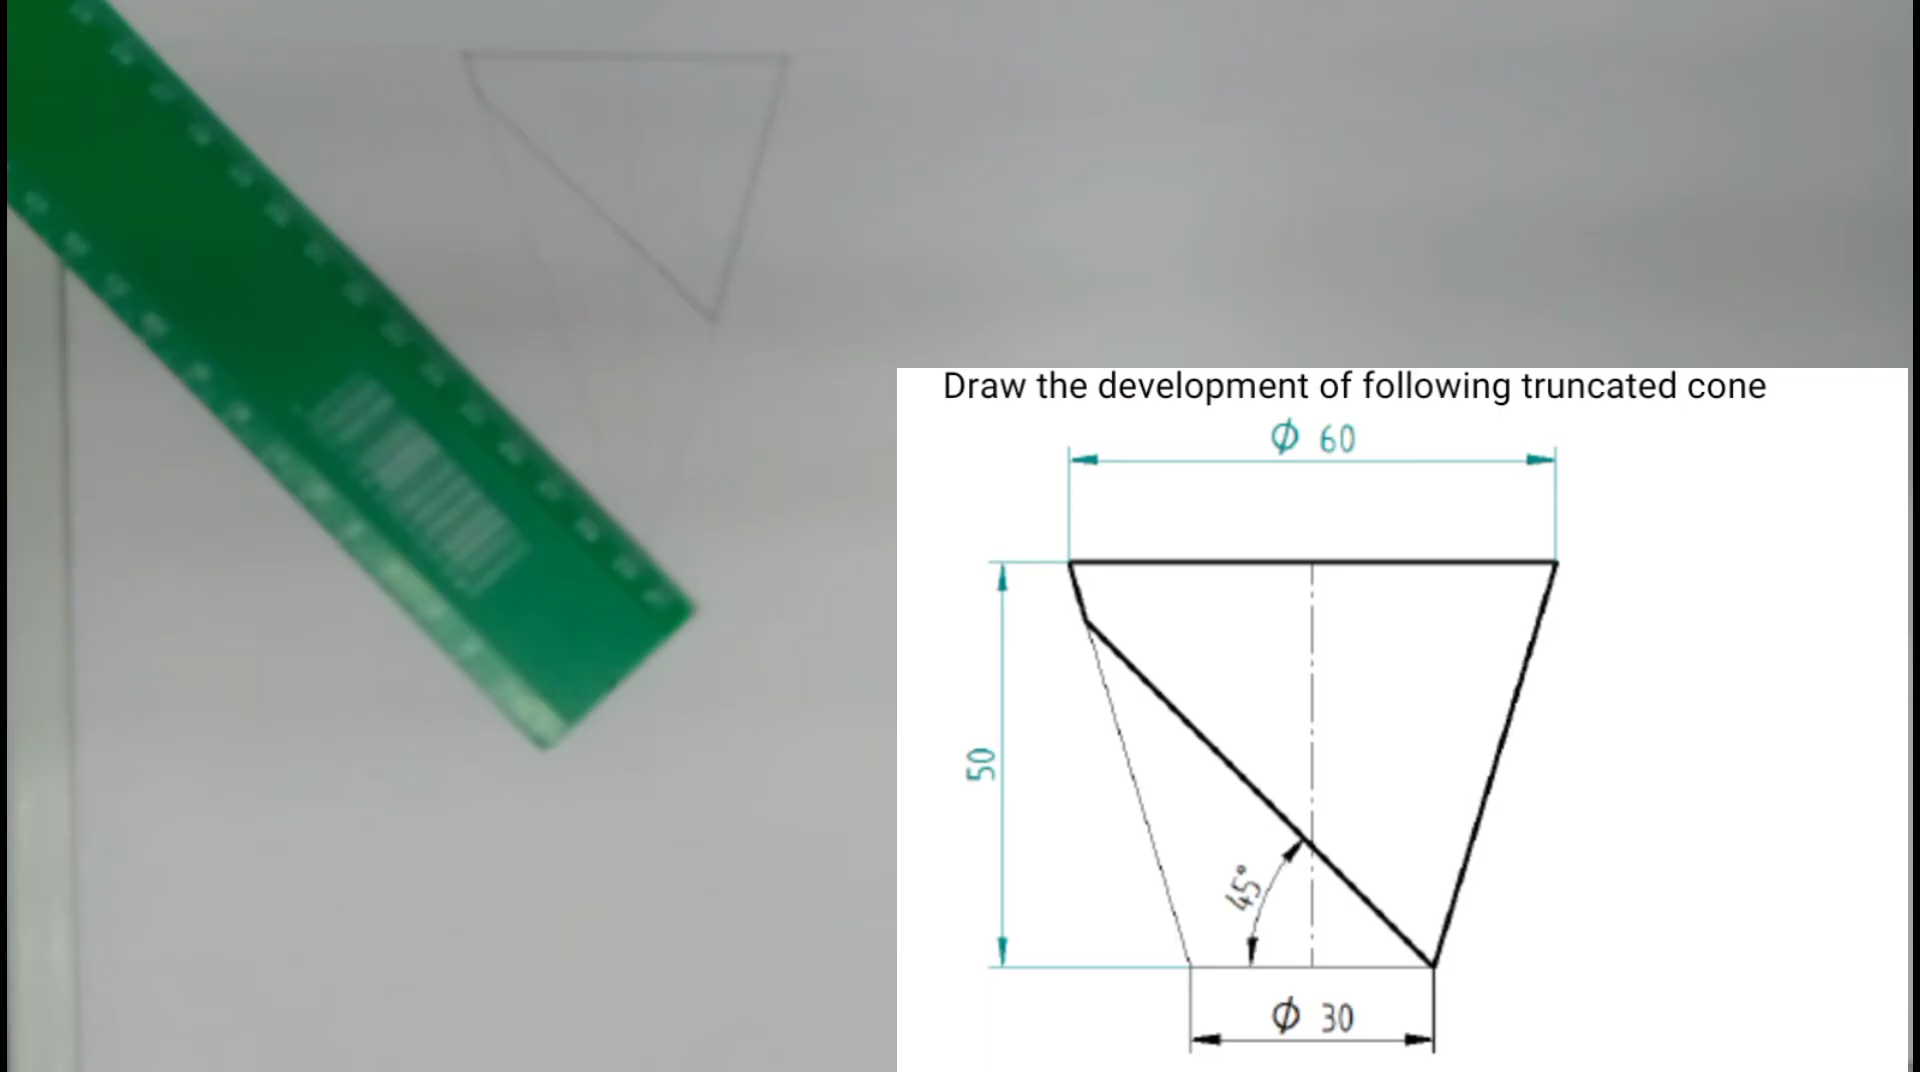 Draw the development of following truncated cone
ϕ 60
50
45°
ϕ 30